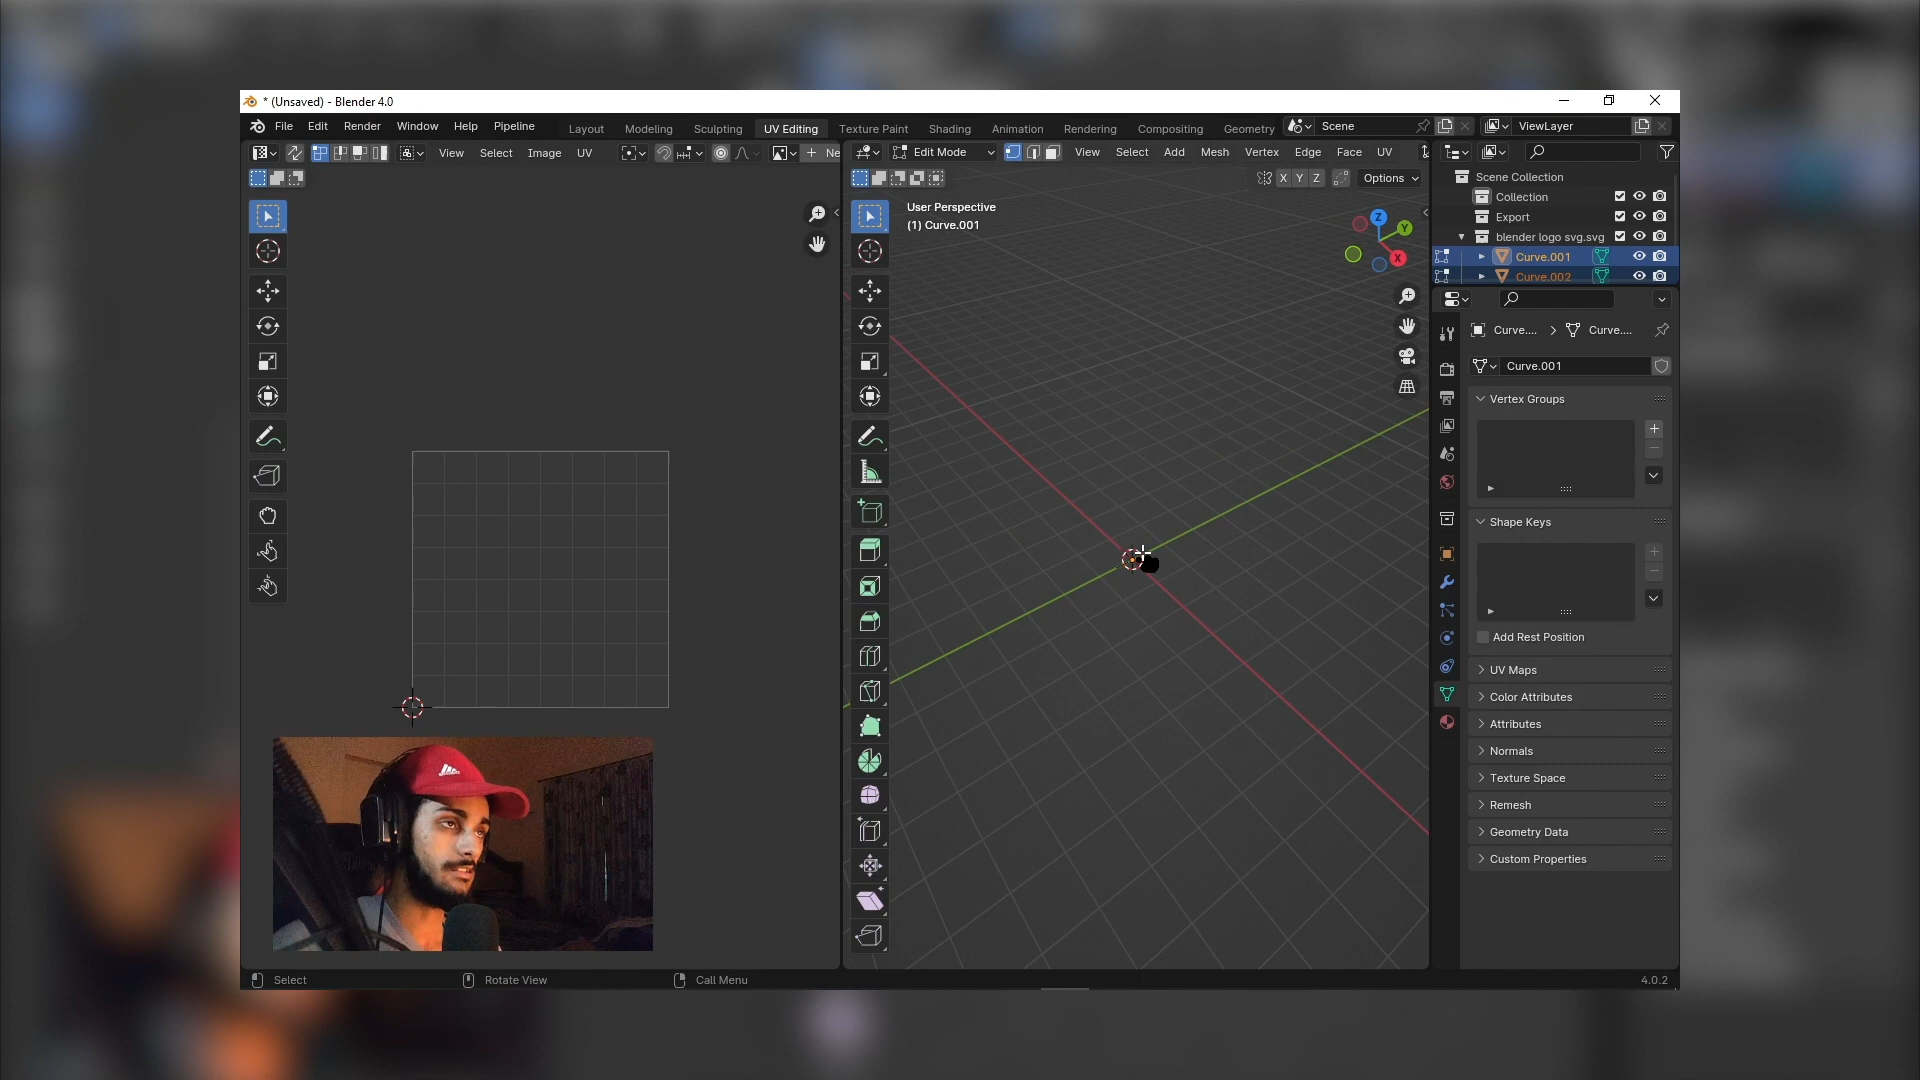 * (Unsaved) - Blender 4.0
File Edit Render Window Help Pipeline Layout Modeling Sculpting UV Editing Texture Paint Shading Animation Rendering Compositing Geometry Scene ViewLayer
View Select Image UV Ne
Edit Mode View Select Add Mesh Vertex Edge Face UV
X Y Z Options
User Perspective
(1) Curve.001
Z
Y
X
Scene Collection
Collection
Export
blender logo svg.svg
Curve.001
Curve.002
Curve.... Curve....
Curve.001
Vertex Groups
Shape Keys
Add Rest Position
UV Maps
Color Attributes
Attributes
Normals
Texture Space
Remesh
Geometry Data
Custom Properties
Select Rotate View Call Menu 4.0.2